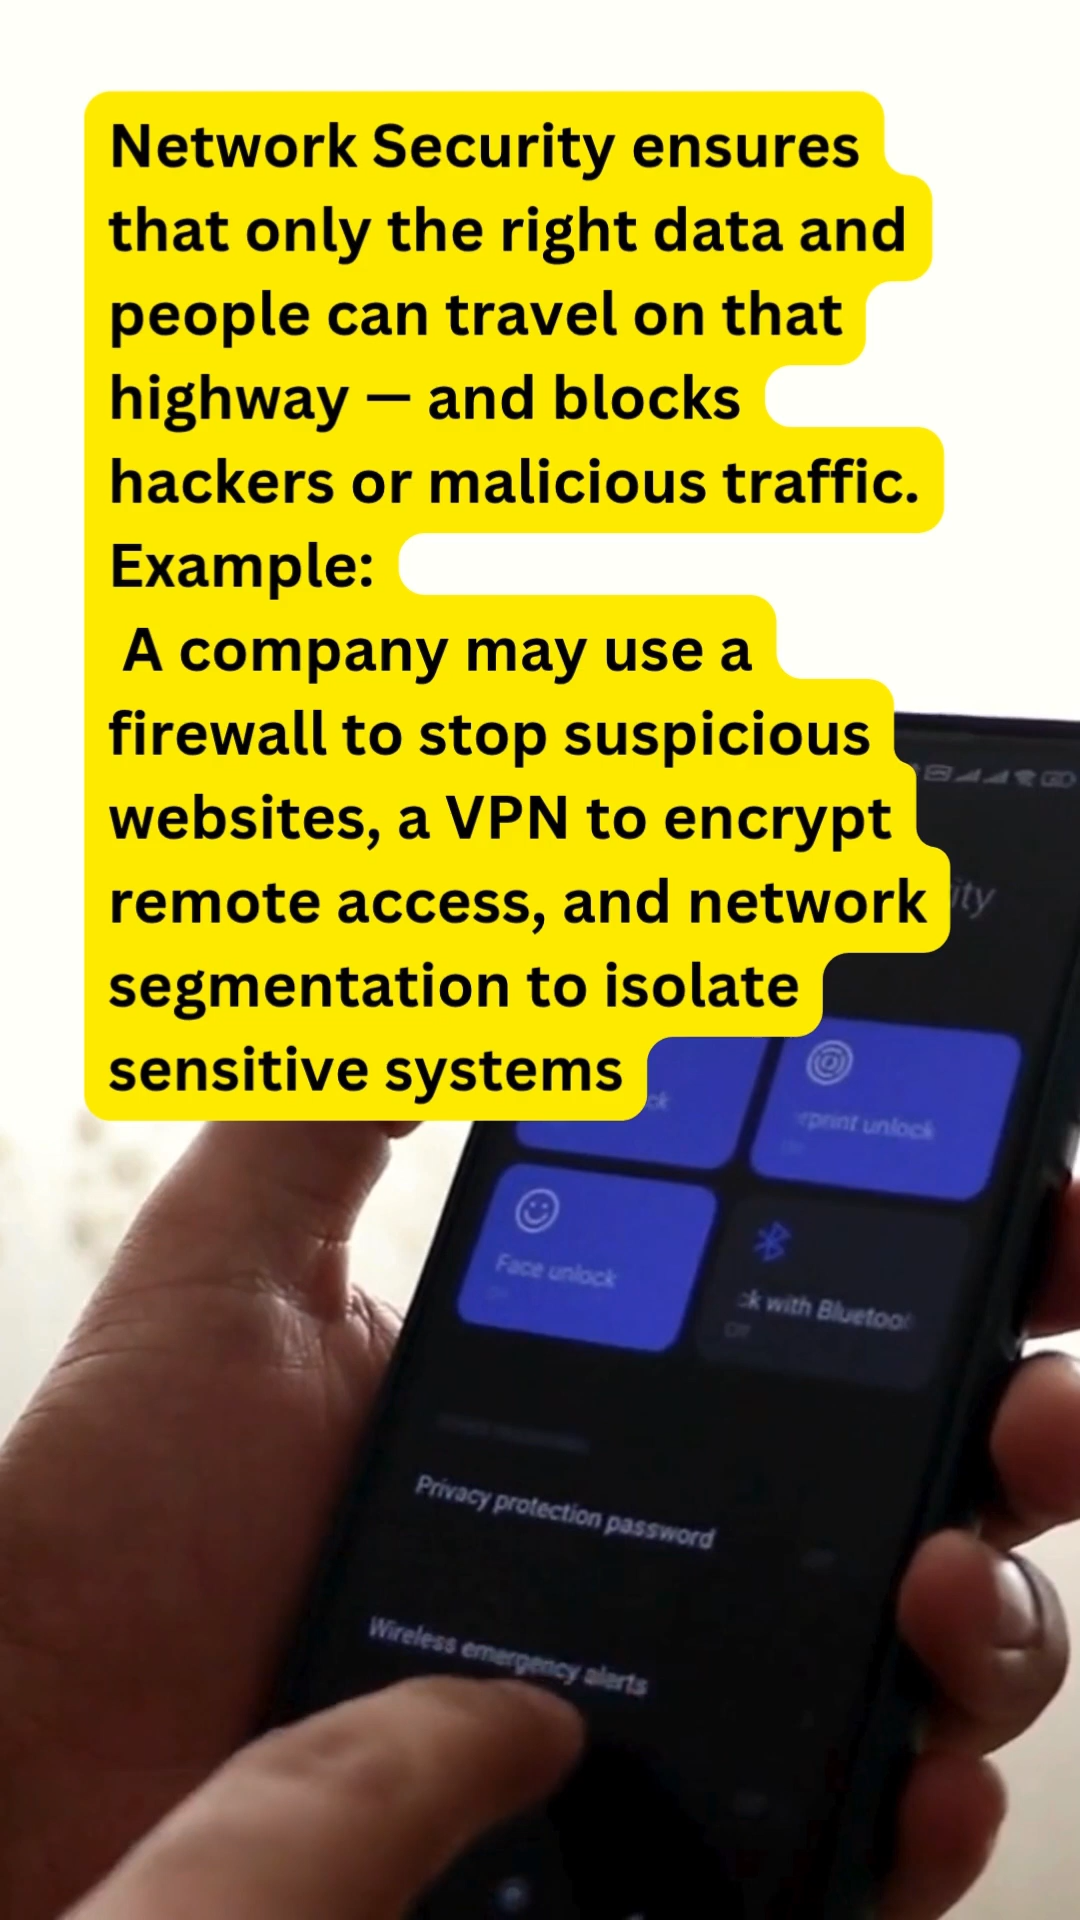 Network Security ensures
that only the right data and
people can travel on that
highway — and blocks
hackers or malicious traffic.
Example:
A company may use a
firewall to stop suspicious
websites, a VPN to encrypt
remote access, and network
segmentation to isolate
sensitive systems
Face unlock
with Bluetooth
Privacy protection password
Wireless emergency alerts